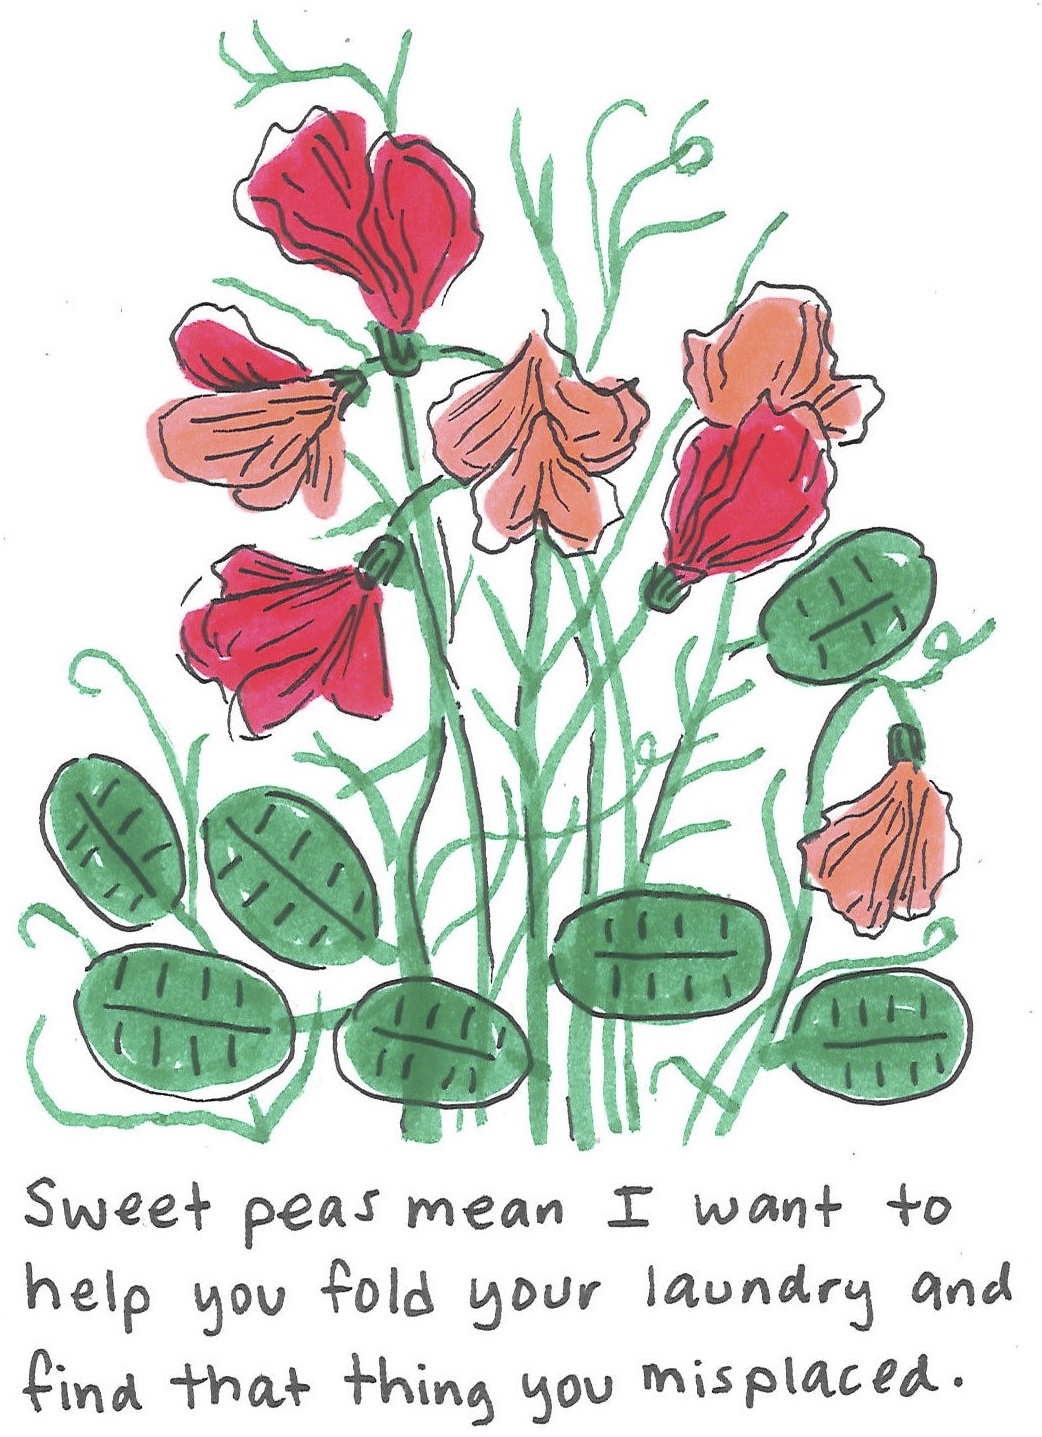 Sweet peas mean I want to
help you fold your laundry and
find that thing you misplaced.